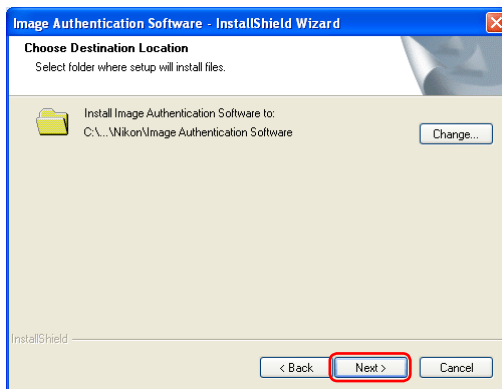 Image Authentication Software - InstallShield Wizard
Choose Destination Location
Select folder where setup will install files.
Install Image Authentication Software to:
C:\...\Nikon\Image Authentication Software
Change...
InstallShield
< Back
Next >
Cancel